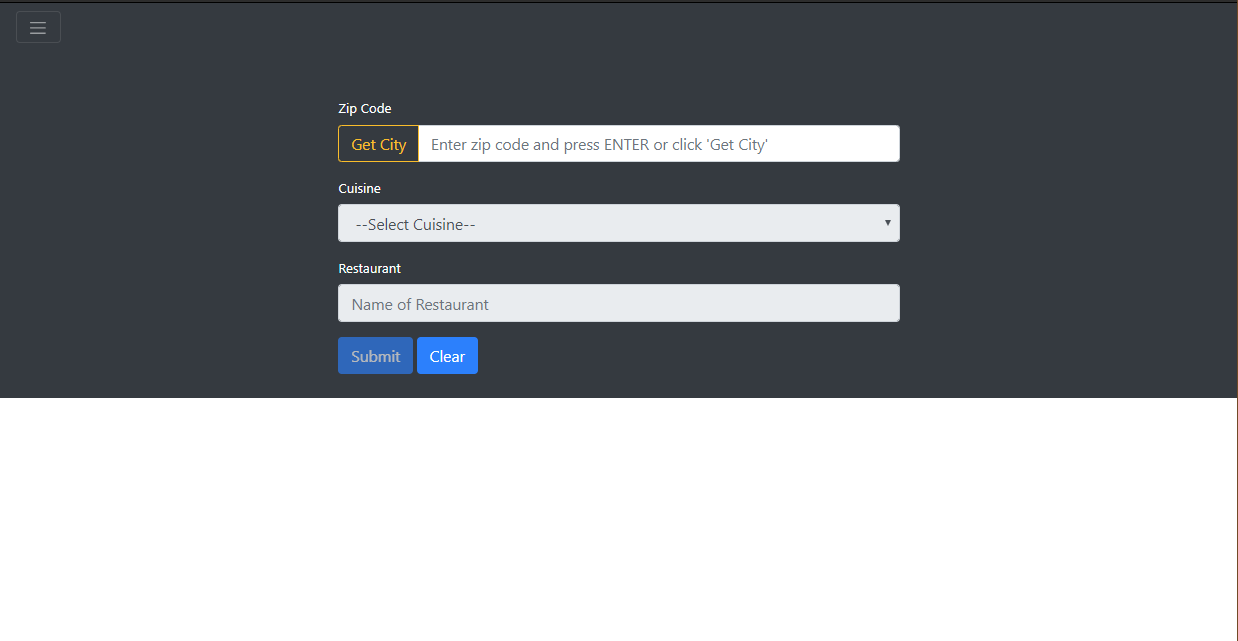 Zip Code
Get City Enter zip code and press ENTER or click 'Get City'
Cuisine
--Select Cuisine--
Restaurant
Name of Restaurant
Submit Clear